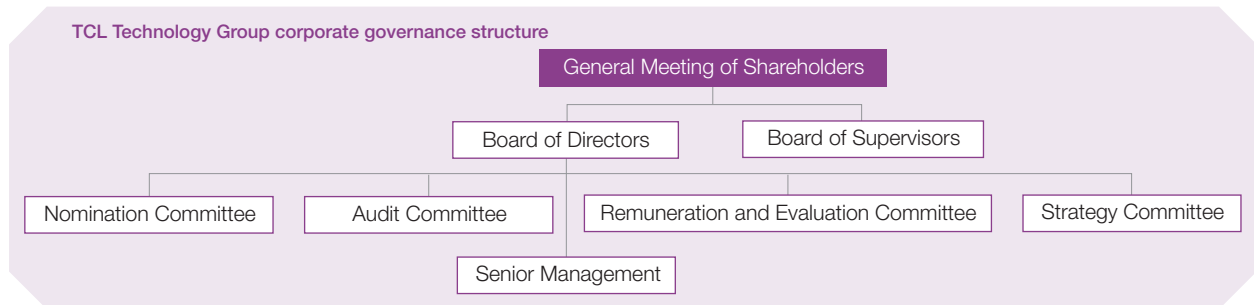 TCL Technology Group corporate governance structure
General Meeting of Shareholders
Board of Directors
Board of Supervisors
Nomination Committee
Audit Committee
Remuneration and Evaluation Committee
Strategy Committee
Senior Management